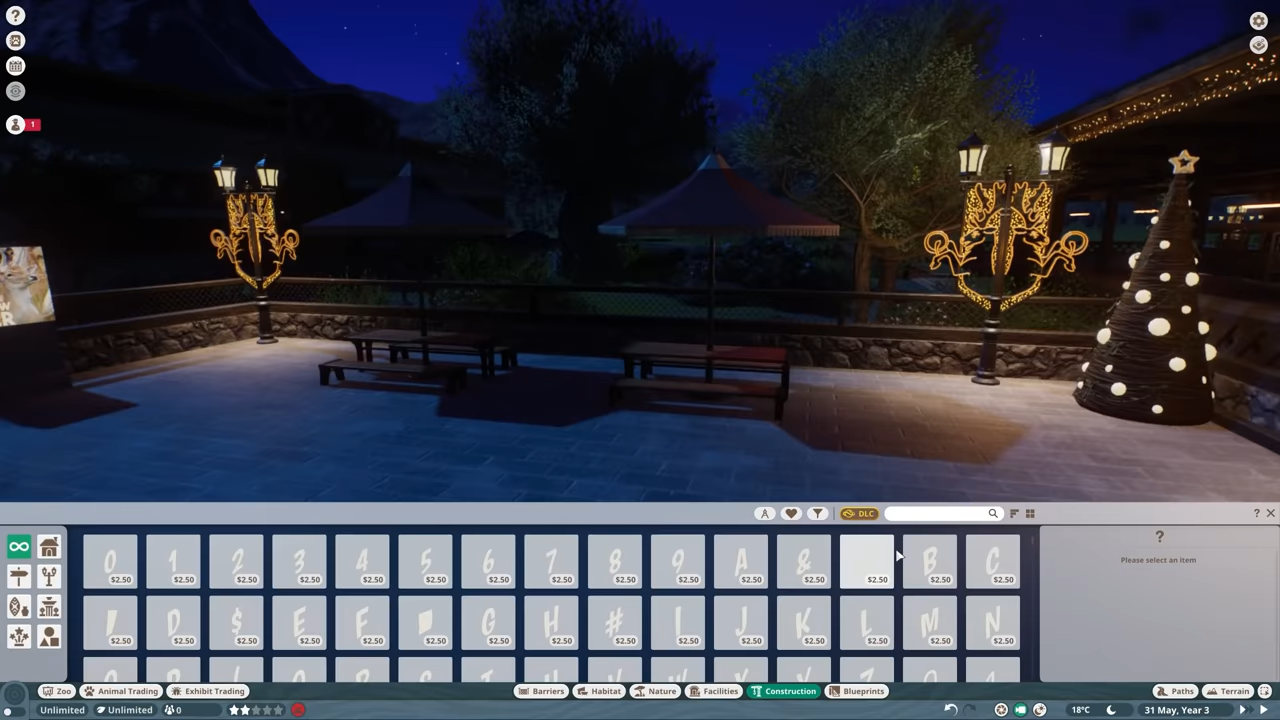 ?
1
R
DLC
?
0 $2.50 1 $2.50 2 $2.50 3 $2.50 4 $2.50 5 $2.50 6 $2.50 7 $2.50 8 $2.50 9 $2.50 A $2.50 & $2.50 $2.50 B $2.50 C $2.50
?
Please select an item
$2.50 D $2.50 $ $2.50 E $2.50 F $2.50 $2.50 G $2.50 H $2.50 # $2.50 I $2.50 J $2.50 K $2.50 L $2.50 M $2.50 N $2.50
Zoo Animal Trading Exhibit Trading Barriers Habitat Nature Facilities Construction Blueprints Paths Terrain
Unlimited Unlimited 0 18°C 31 May, Year 3